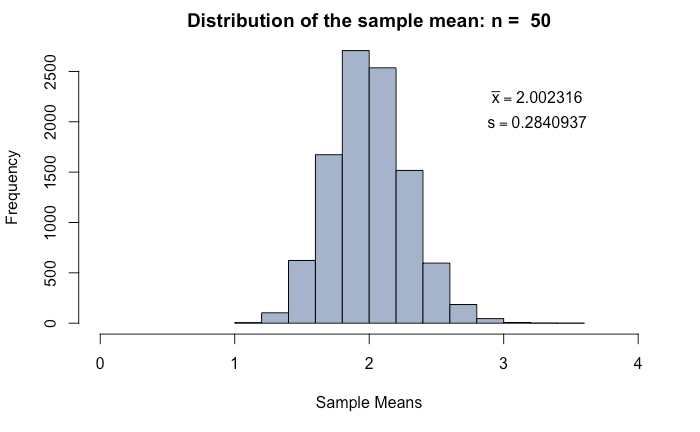 Distribution of the sample mean: n =  50
x̅ = 2.002316
s = 0.2840937
Frequency
2500
2000
1500
1000
500
0
0 1 2 3 4
Sample Means